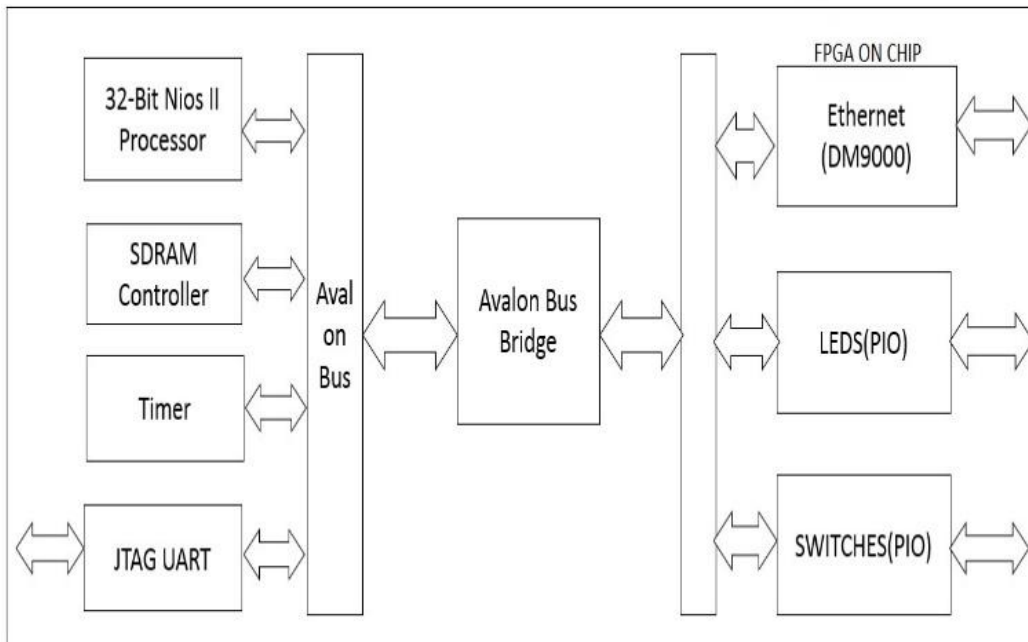 32-Bit Nios II
Processor
SDRAM
Controller
Timer
JTAG UART
Aval
on
Bus
Avalon Bus
Bridge
FPGA ON CHIP
Ethernet
(DM9000)
LEDS(PIO)
SWITCHES(PIO)